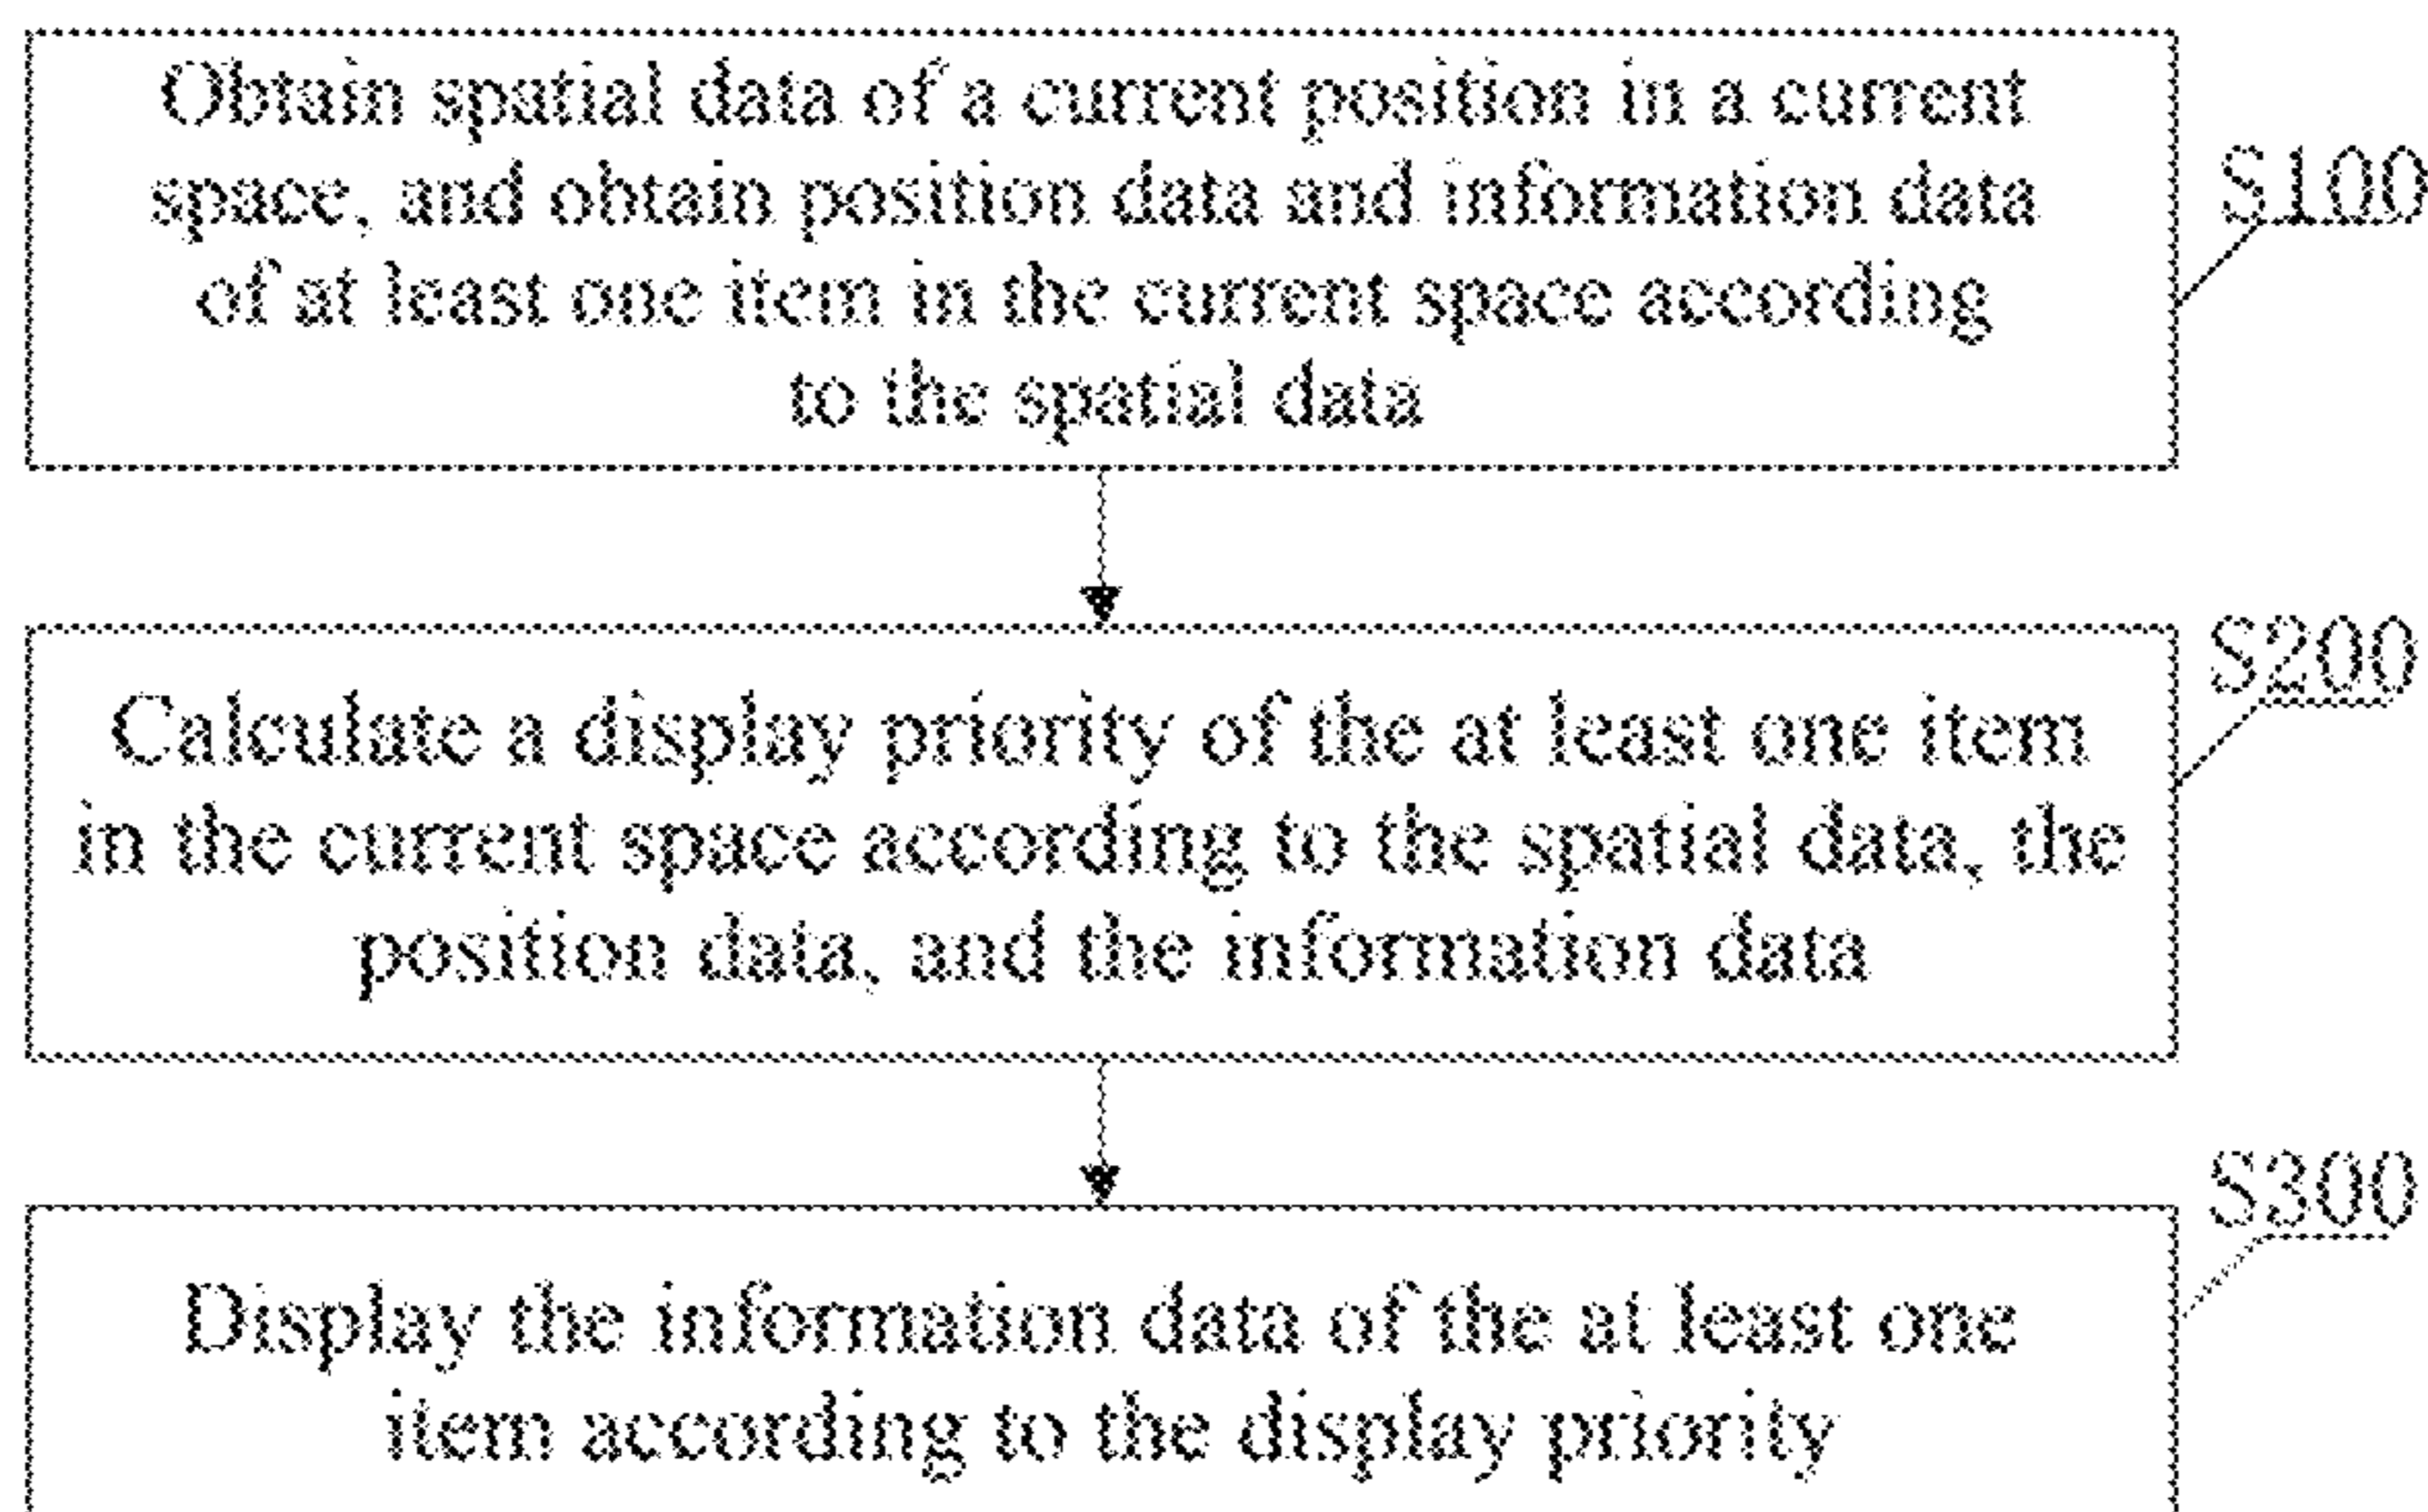 Obtain spatial data of a current position in a current
space, and obtain position data and information data
of at least one item in the current space according
to the spatial data
S100
Calculate a display priority of the at least one item
in the current space according to the spatial data, the
position data, and the information data
S200
Display the information data of the at least one
item according to the display priority
S300